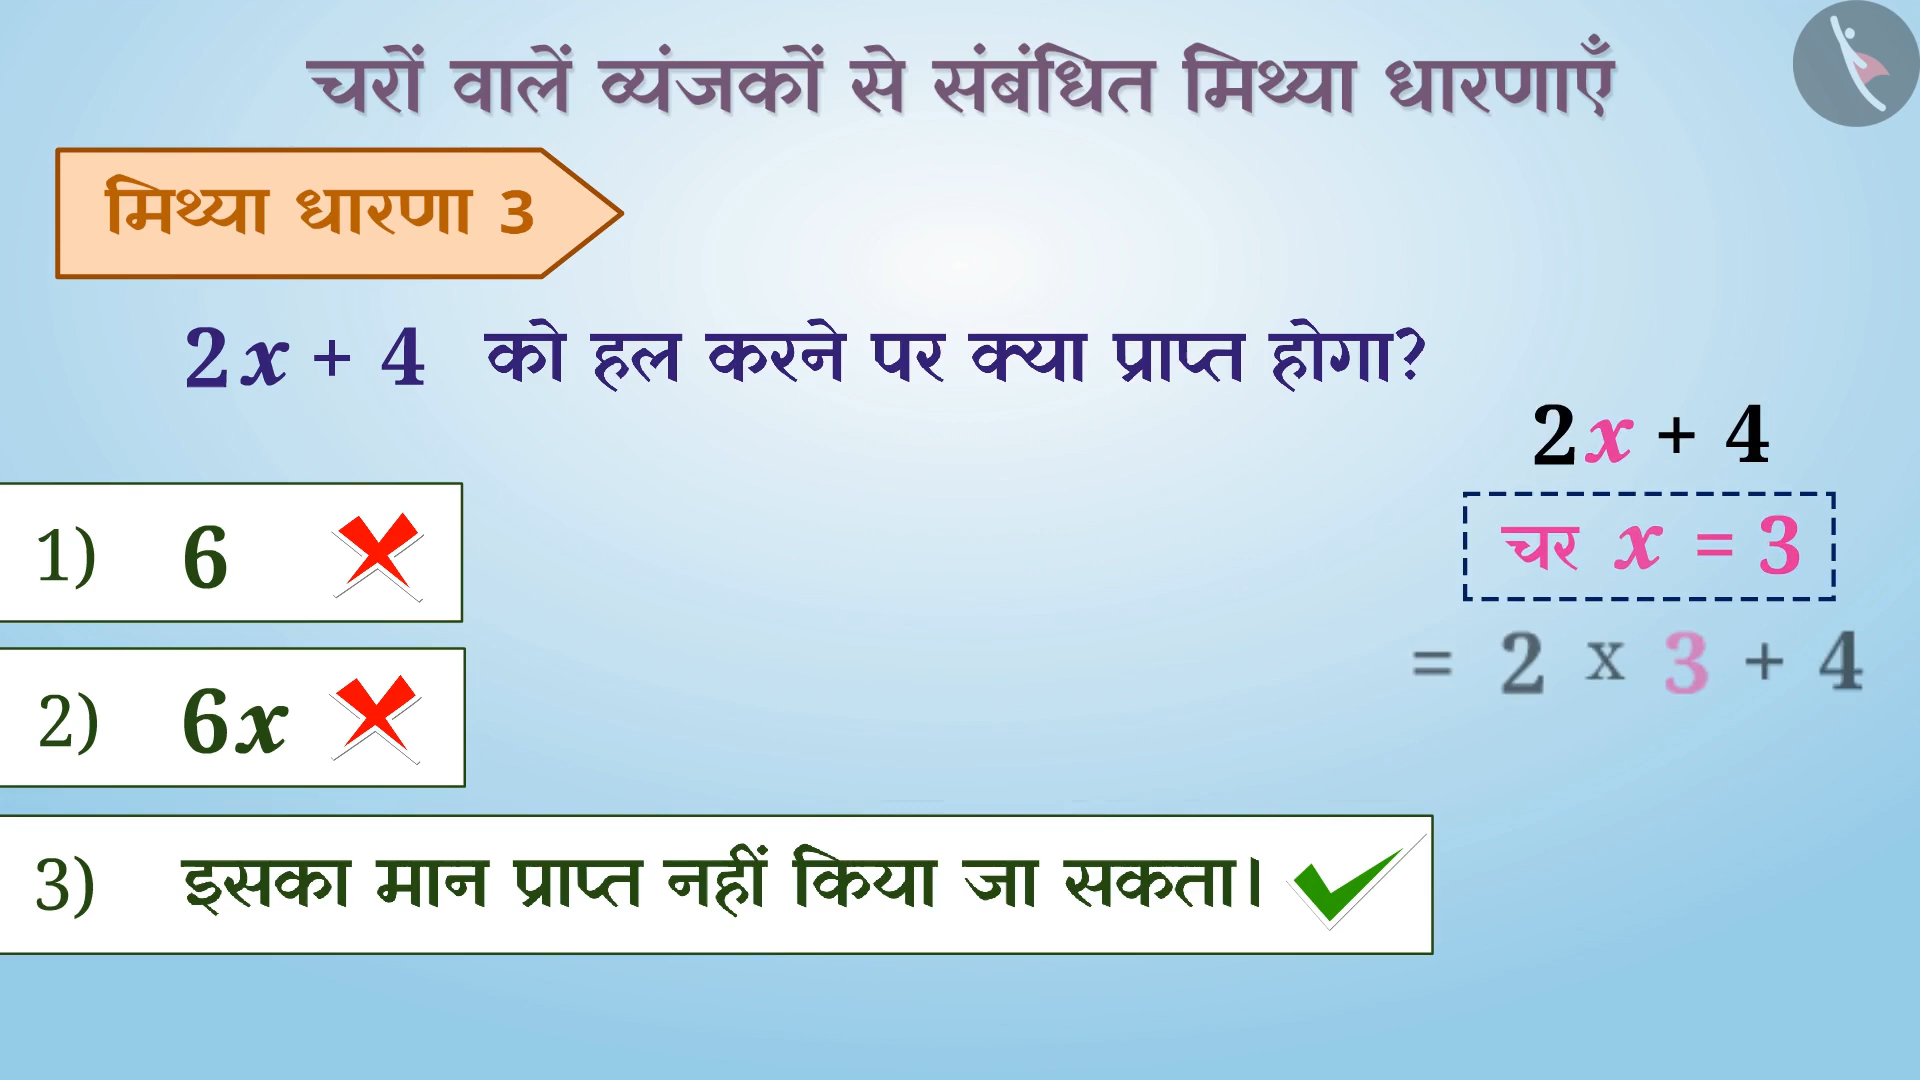 चरों वालें व्यंजकों से संबंधित मिथ्या धारणाएँ
मिथ्या धारणा 3
2x + 4 को हल करने पर क्या प्राप्त होगा?
2x + 4
चर x = 3
= 2 x 3 + 4
1) 6
2) 6x
3) इसका मान प्राप्त नहीं किया जा सकता।